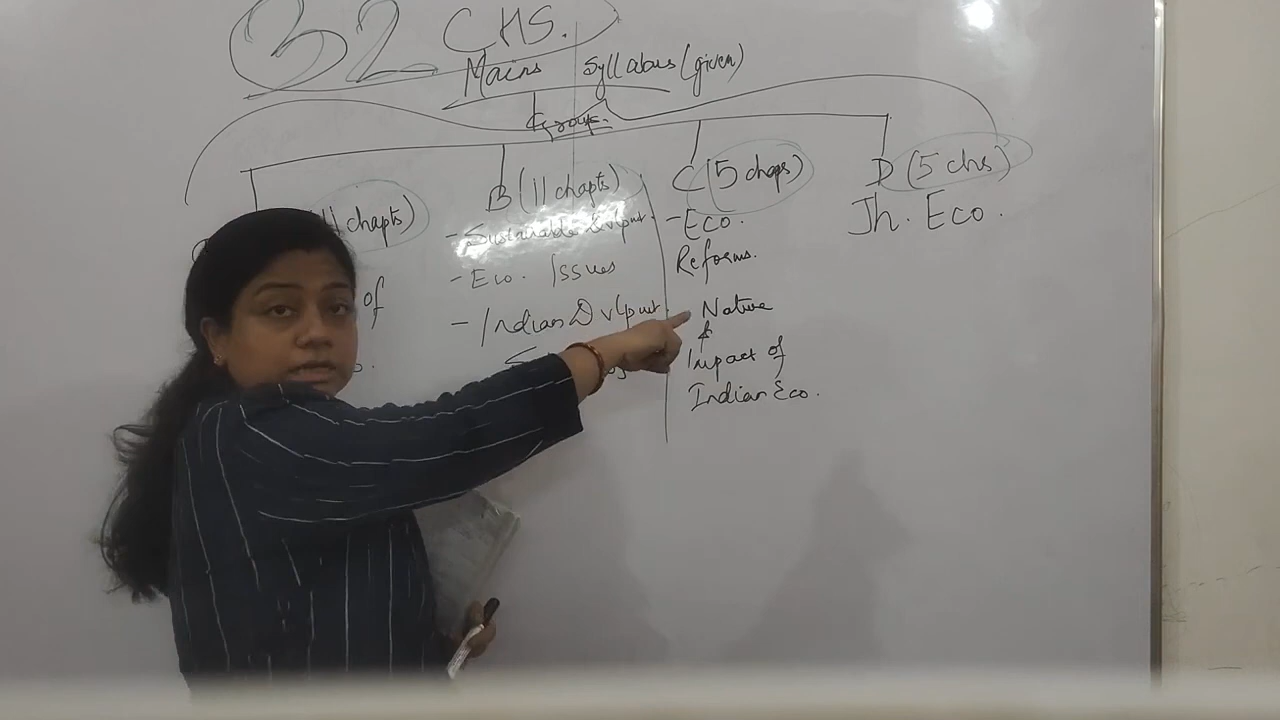 32 CHS.
Mains Syllabus (given)
Group.
11 chapts)
of
B (11 chapts)
- Sustainable Dvlpmt.
- Eco. Issues
- Indian Dvlpmt
C (5 chaps)
- Eco.
Reforms.
Nature
&
Impact of
Indian Eco.
D (5 chs)
Jh. Eco.